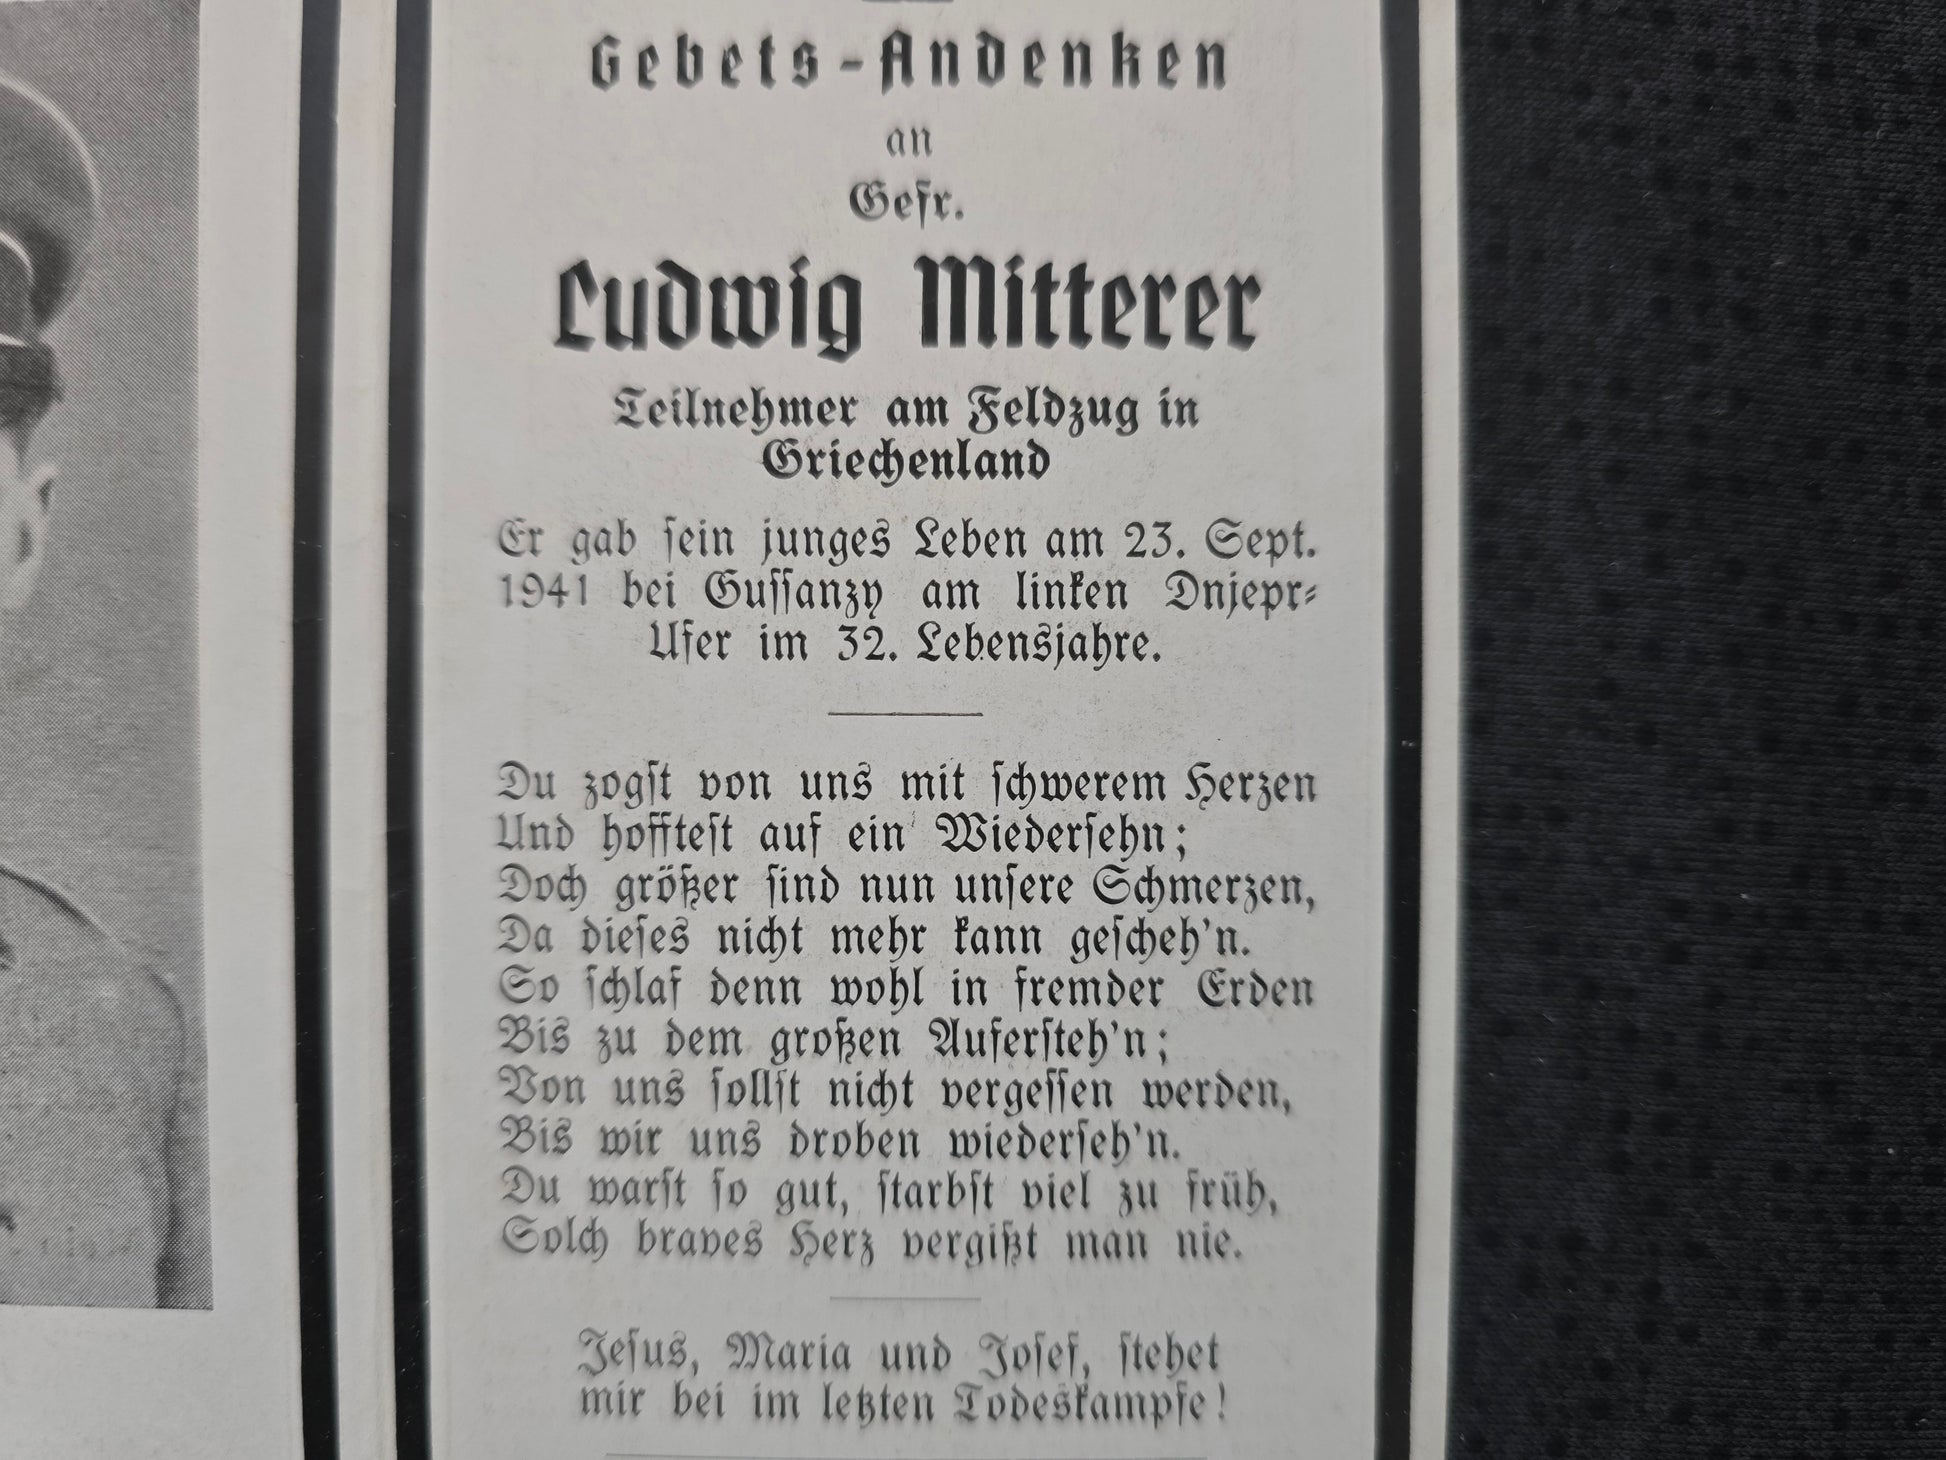 Gebets-Andenken
an
Gefr.
Ludwig Mitterer
Teilnehmer am Feldzug in
Griechenland
Er gab sein junges Leben am 23. Sept.
1941 bei Gussanzy am linken Dnjepr-
Ufer im 32. Lebensjahre.
Du zogst von uns mit schwerem Herzen
Und hofftest auf ein Wiedersehn;
Doch größer sind nun unsere Schmerzen,
Da dieses nicht mehr kann gescheh'n.
So schlaf denn wohl in fremder Erden
Bis zu dem großen Aufersteh'n;
Von uns sollst nicht vergessen werden,
Bis wir uns droben wiederseh'n.
Du warst so gut, starbst viel zu früh,
Solch braves Herz vergißt man nie.
Jesus, Maria und Josef, stehet
mir bei im letzten Todeskampfe!